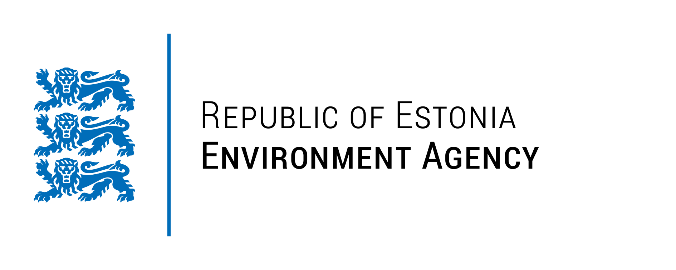 Republic of Estonia
Environment Agency